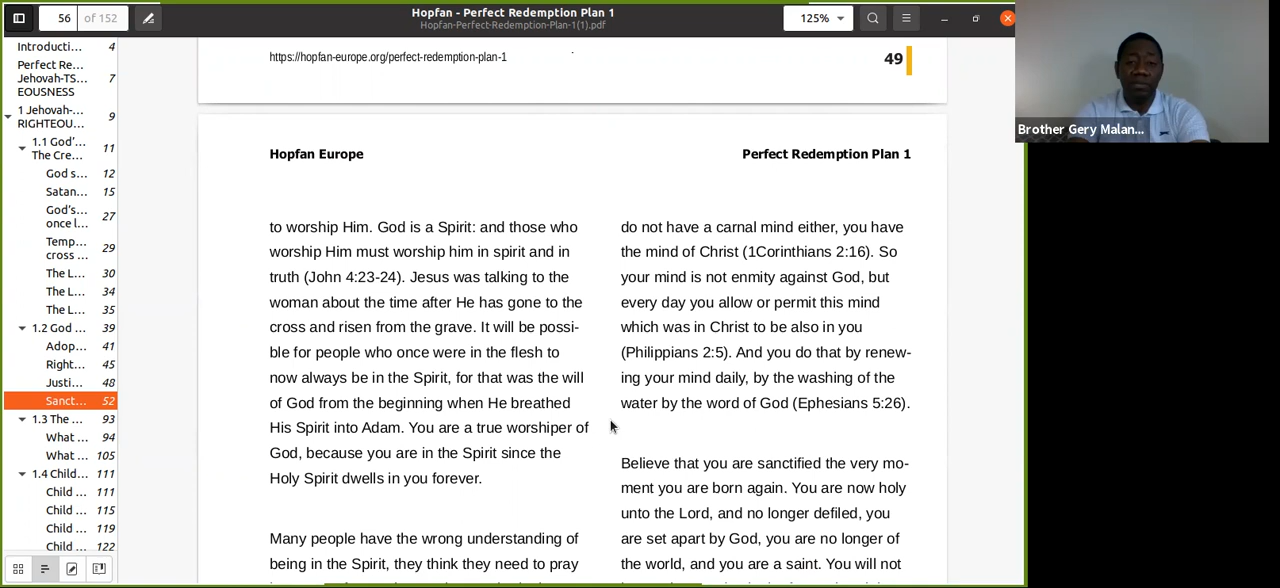 56
of 152
Hopfan - Perfect Redemption Plan 1
Hopfan-Perfect-Redemption-Plan-1(1).pdf
125%
Introducti... 4
Perfect Re...
Jehovah-TS... 7
EOUSNESS
1 Jehovah-... 9
RIGHTEOU...
1.1 God'... 11
The Cre...
God s... 12
Satan... 15
God's... 27
once l...
Temp... 29
cross ...
The L... 30
The L... 34
The L... 35
1.2 God ... 39
Adop... 41
Right... 45
Justi... 48
Sanct... 52
1.3 The ... 93
What ... 94
What ... 105
1.4 Child... 111
Child ... 111
Child ... 115
Child ... 119
Child ... 122
https://hopfan-europe.org/perfect-redemption-plan-1
49
Hopfan Europe
Perfect Redemption Plan 1
to worship Him. God is a Spirit: and those who
worship Him must worship him in spirit and in
truth (John 4:23-24). Jesus was talking to the
woman about the time after He has gone to the
cross and risen from the grave. It will be possi-
ble for people who once were in the flesh to
now always be in the Spirit, for that was the will
of God from the beginning when He breathed
His Spirit into Adam. You are a true worshiper of
God, because you are in the Spirit since the
Holy Spirit dwells in you forever.
Many people have the wrong understanding of
being in the Spirit, they think they need to pray
do not have a carnal mind either, you have
the mind of Christ (1Corinthians 2:16). So
your mind is not enmity against God, but
every day you allow or permit this mind
which was in Christ to be also in you
(Philippians 2:5). And you do that by renew-
ing your mind daily, by the washing of the
water by the word of God (Ephesians 5:26).
Believe that you are sanctified the very mo-
ment you are born again. You are now holy
unto the Lord, and no longer defiled, you
are set apart by God, you are no longer of
the world, and you are a saint. You will not
Brother Gery Malan...